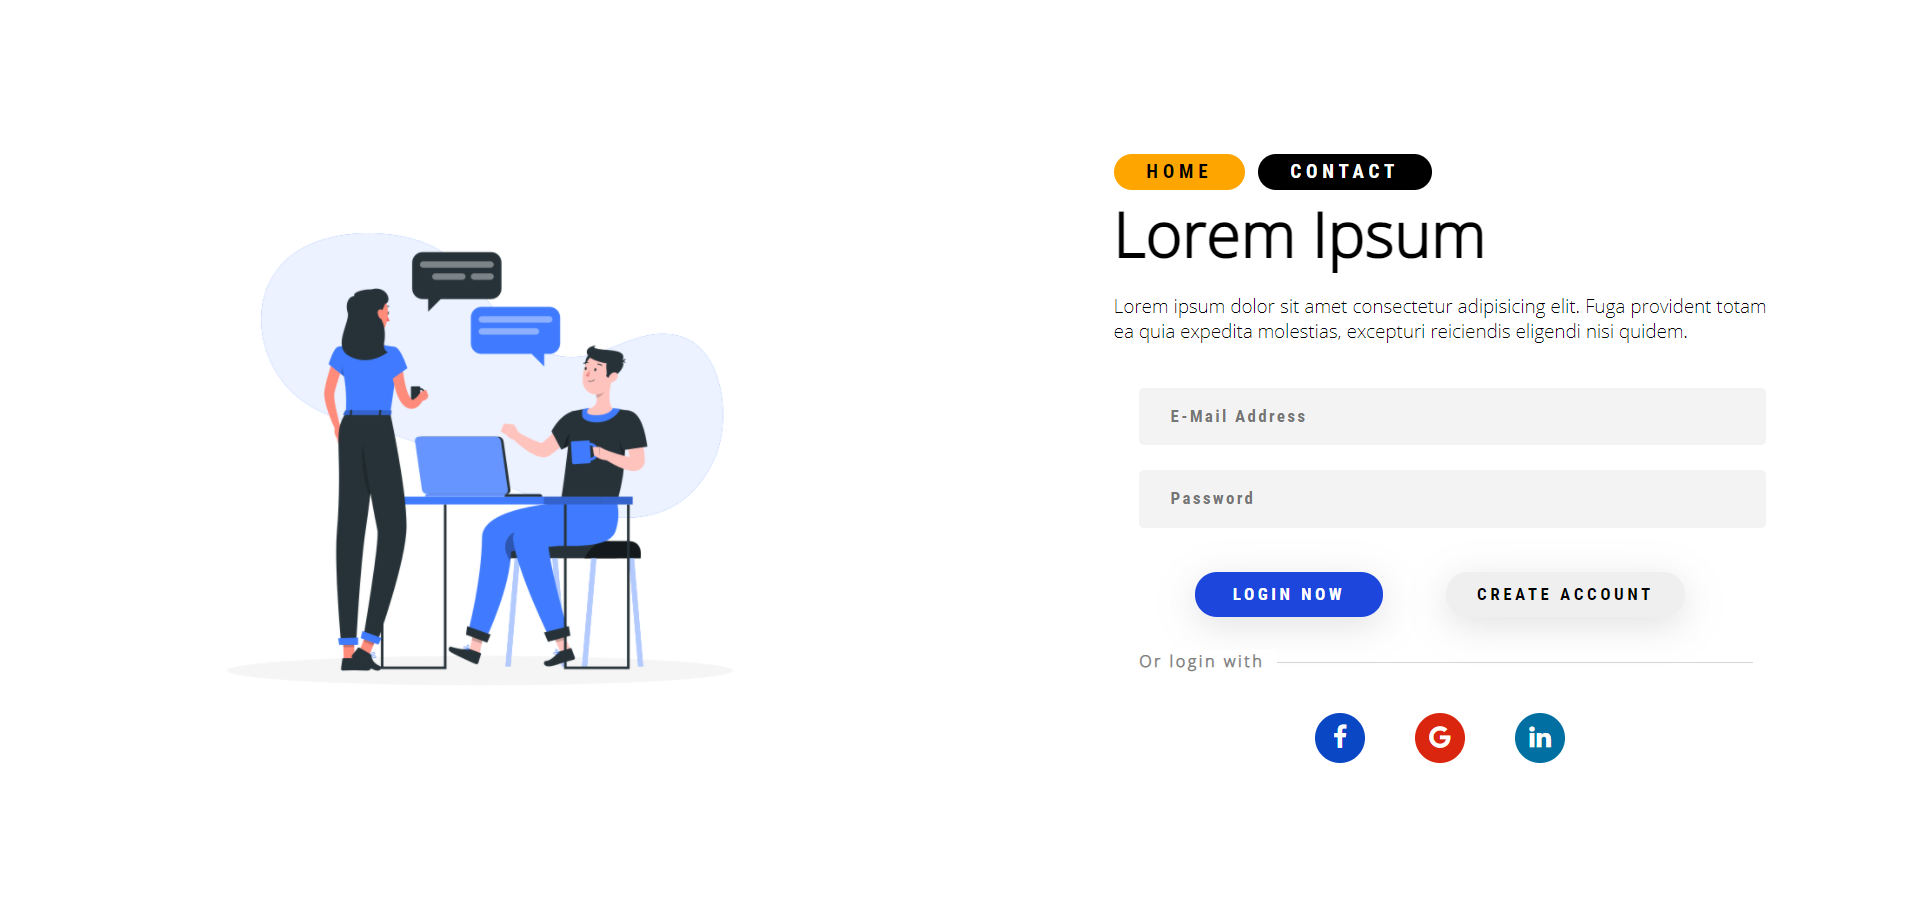 HOME CONTACT
Lorem Ipsum
Lorem ipsum dolor sit amet consectetur adipisicing elit. Fuga provident totam
ea quia expedita molestias, excepturi reiciendis eligendi nisi quidem.
E-Mail Address
Password
LOGIN NOW CREATE ACCOUNT
Or login with